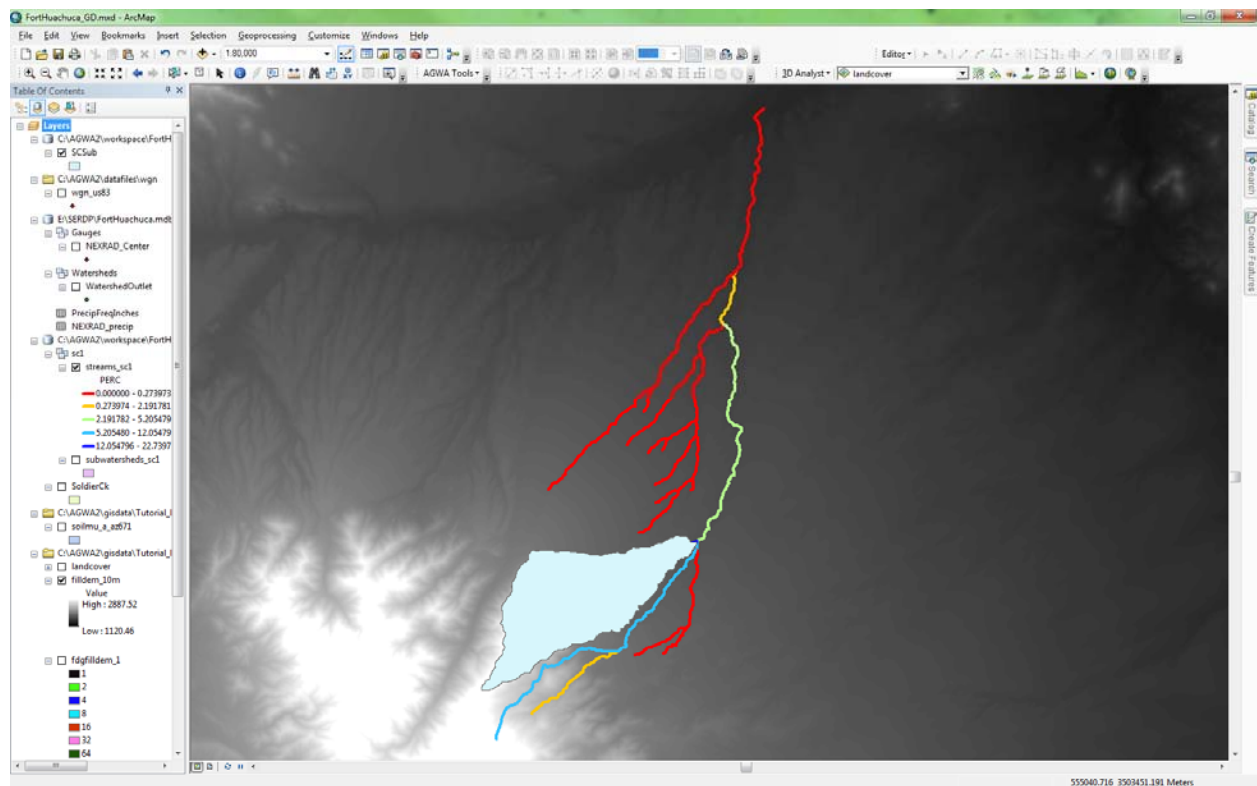 FortHuachuca_GD.mxd - ArcMap
File Edit View Bookmarks Insert Selection Geoprocessing Customize Windows Help
1:80,000
Editor
AGWA Tools
3D Analyst
landcover
Table Of Contents
Layers
C:\AGWA2\workspace\FortH
SCSub
C:\AGWA2\datafiles\wgn
wgn_us83
E:\SERDP\FortHuachuca.mdb
Gauges
NEXRAD_Center
Watersheds
WatershedOutlet
PrecipFreqInches
NEXRAD_precip
C:\AGWA2\workspace\FortH
sc1
streams_sc1
PERC
0.000000 - 0.273973
0.273974 - 2.191781
2.191782 - 5.205479
5.205480 - 12.05479
12.054796 - 22.7397
subwatersheds_sc1
SoldierCk
C:\AGWA2\gisdata\Tutorial_
soilmu_a_az671
C:\AGWA2\gisdata\Tutorial_
landcover
filldem_10m
Value
High : 2887.52
Low : 1120.46
fdgfilldem_1
1
2
4
8
16
32
64
Catalog
Search
Create Features
555040.716 3503451.191 Meters